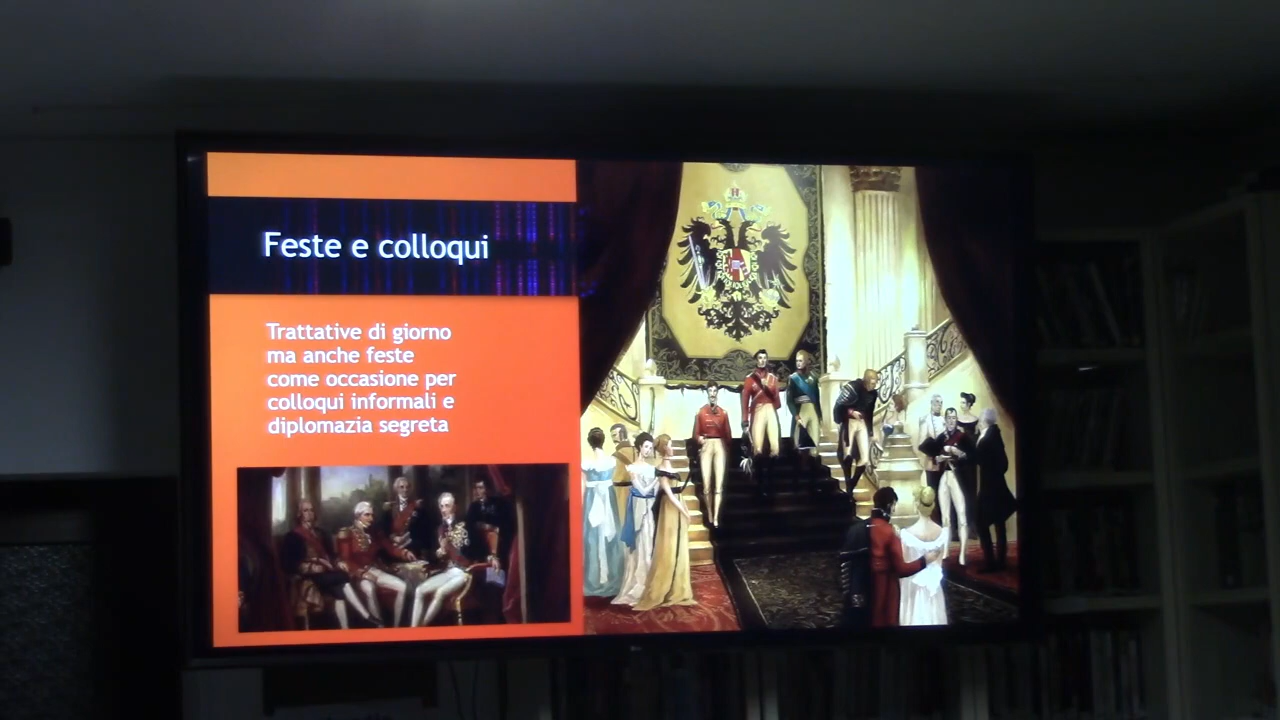 Feste e colloqui
Trattative di giorno
ma anche feste
come occasione per
colloqui informali e
diplomazia segreta